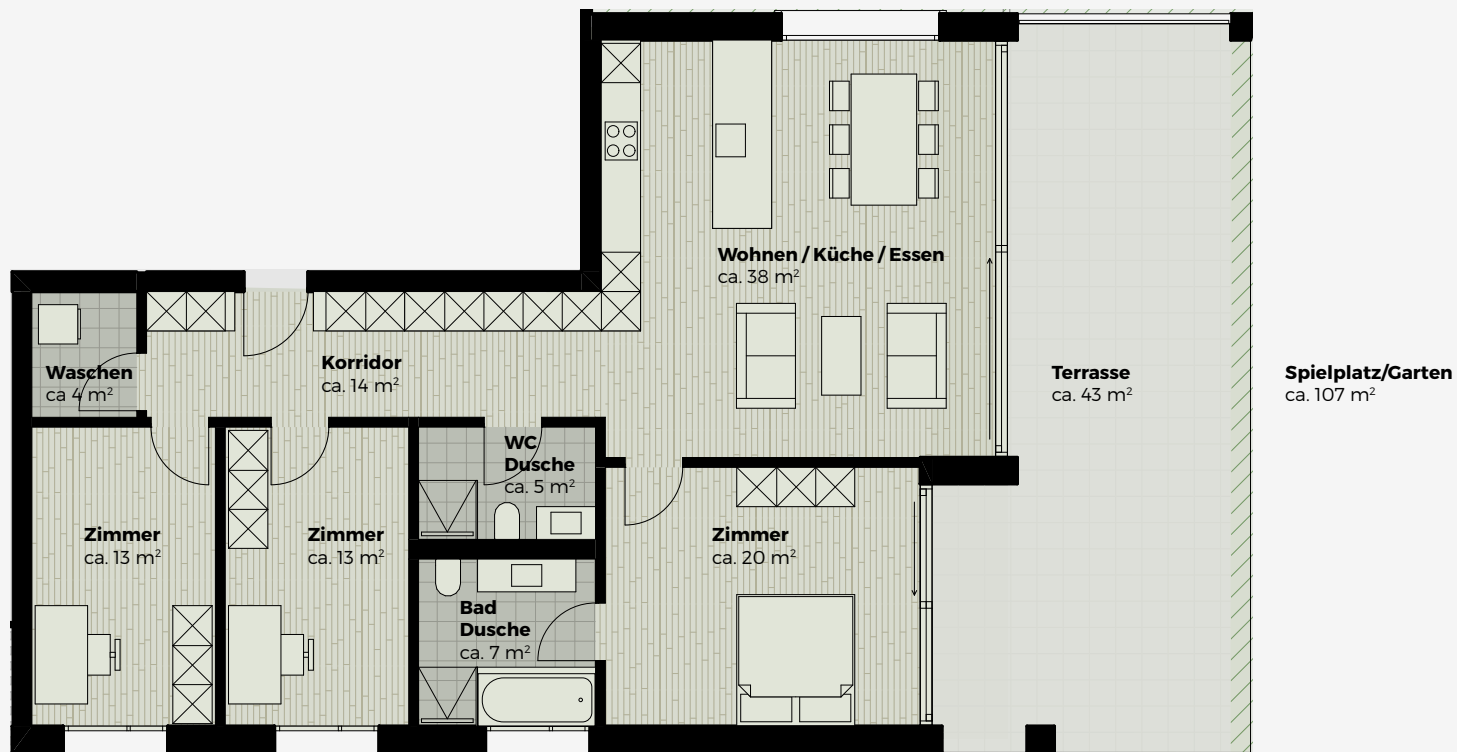 Wohnen / Küche / Essen
ca. 38 m²
Waschen
ca 4 m²
Korridor
ca. 14 m²
Terrasse
ca. 43 m²
Spielplatz/Garten
ca. 107 m²
WC
Dusche
ca. 5 m²
Zimmer
ca. 13 m²
Zimmer
ca. 13 m²
Zimmer
ca. 20 m²
Bad
Dusche
ca. 7 m²